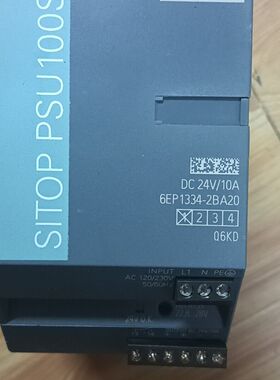 SITOP PSU100S
DC 24V/10A
6EP1334-2BA20
X 2 3 4
Q6KD
INPUT L1 N PE
AC 120/230V
50/60Hz
24V O.K.